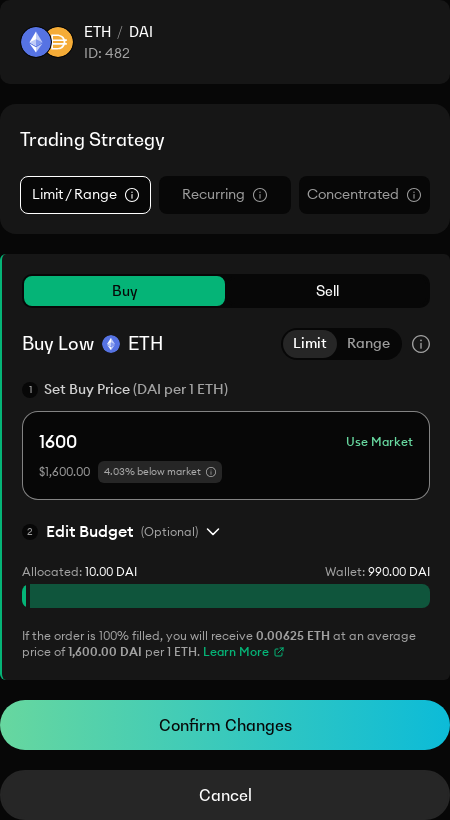 ETH / DAI
ID: 482
Trading Strategy
Limit / Range Recurring Concentrated
Buy Sell
Buy Low ETH Limit Range
1 Set Buy Price (DAI per 1 ETH)
1600 Use Market
$1,600.00 4.03% below market
2 Edit Budget (Optional)
Allocated: 10.00 DAI Wallet: 990.00 DAI
If the order is 100% filled, you will receive 0.00625 ETH at an average
price of 1,600.00 DAI per 1 ETH. Learn More
Confirm Changes
Cancel